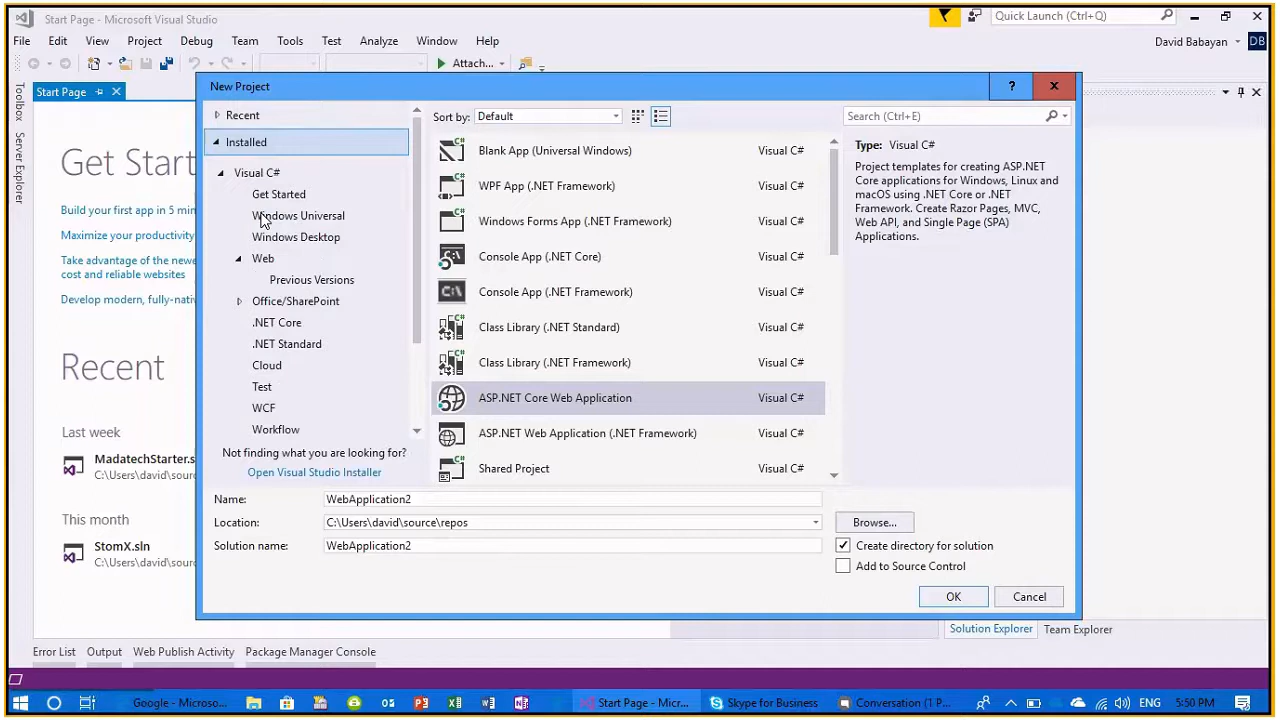 Start Page - Microsoft Visual Studio
Quick Launch (Ctrl+Q)
File Edit View Project Debug Team Tools Test Analyze Window Help
David Babayan DB
Attach...
Toolbox
Server Explorer
Start Page
Get Start
Build your first app in 5 min
Maximize your productivity
Take advantage of the newe
cost and reliable websites
Develop modern, fully-nativ
Recent
Last week
MadatechStarter.s
C:\Users\david\sourc
This month
StomX.sln
C:\Users\david\sourc
New Project
?
Recent
Installed
Visual C#
Get Started
Windows Universal
Windows Desktop
Web
Previous Versions
Office/SharePoint
.NET Core
.NET Standard
Cloud
Test
WCF
Workflow
Not finding what you are looking for?
Open Visual Studio Installer
Sort by: Default
Search (Ctrl+E)
Blank App (Universal Windows) Visual C#
WPF App (.NET Framework) Visual C#
Windows Forms App (.NET Framework) Visual C#
Console App (.NET Core) Visual C#
Console App (.NET Framework) Visual C#
Class Library (.NET Standard) Visual C#
Class Library (.NET Framework) Visual C#
ASP.NET Core Web Application Visual C#
ASP.NET Web Application (.NET Framework) Visual C#
Shared Project Visual C#
Type: Visual C#
Project templates for creating ASP.NET
Core applications for Windows, Linux and
macOS using .NET Core or .NET
Framework. Create Razor Pages, MVC,
Web API, and Single Page (SPA)
Applications.
Name: WebApplication2
Location: C:\Users\david\source\repos
Browse...
Solution name: WebApplication2
Create directory for solution
Add to Source Control
OK Cancel
Solution Explorer Team Explorer
Error List Output Web Publish Activity Package Manager Console
Google - Microso... Start Page - Micr... Skype for Business Conversation (1 P... ENG 5:50 PM